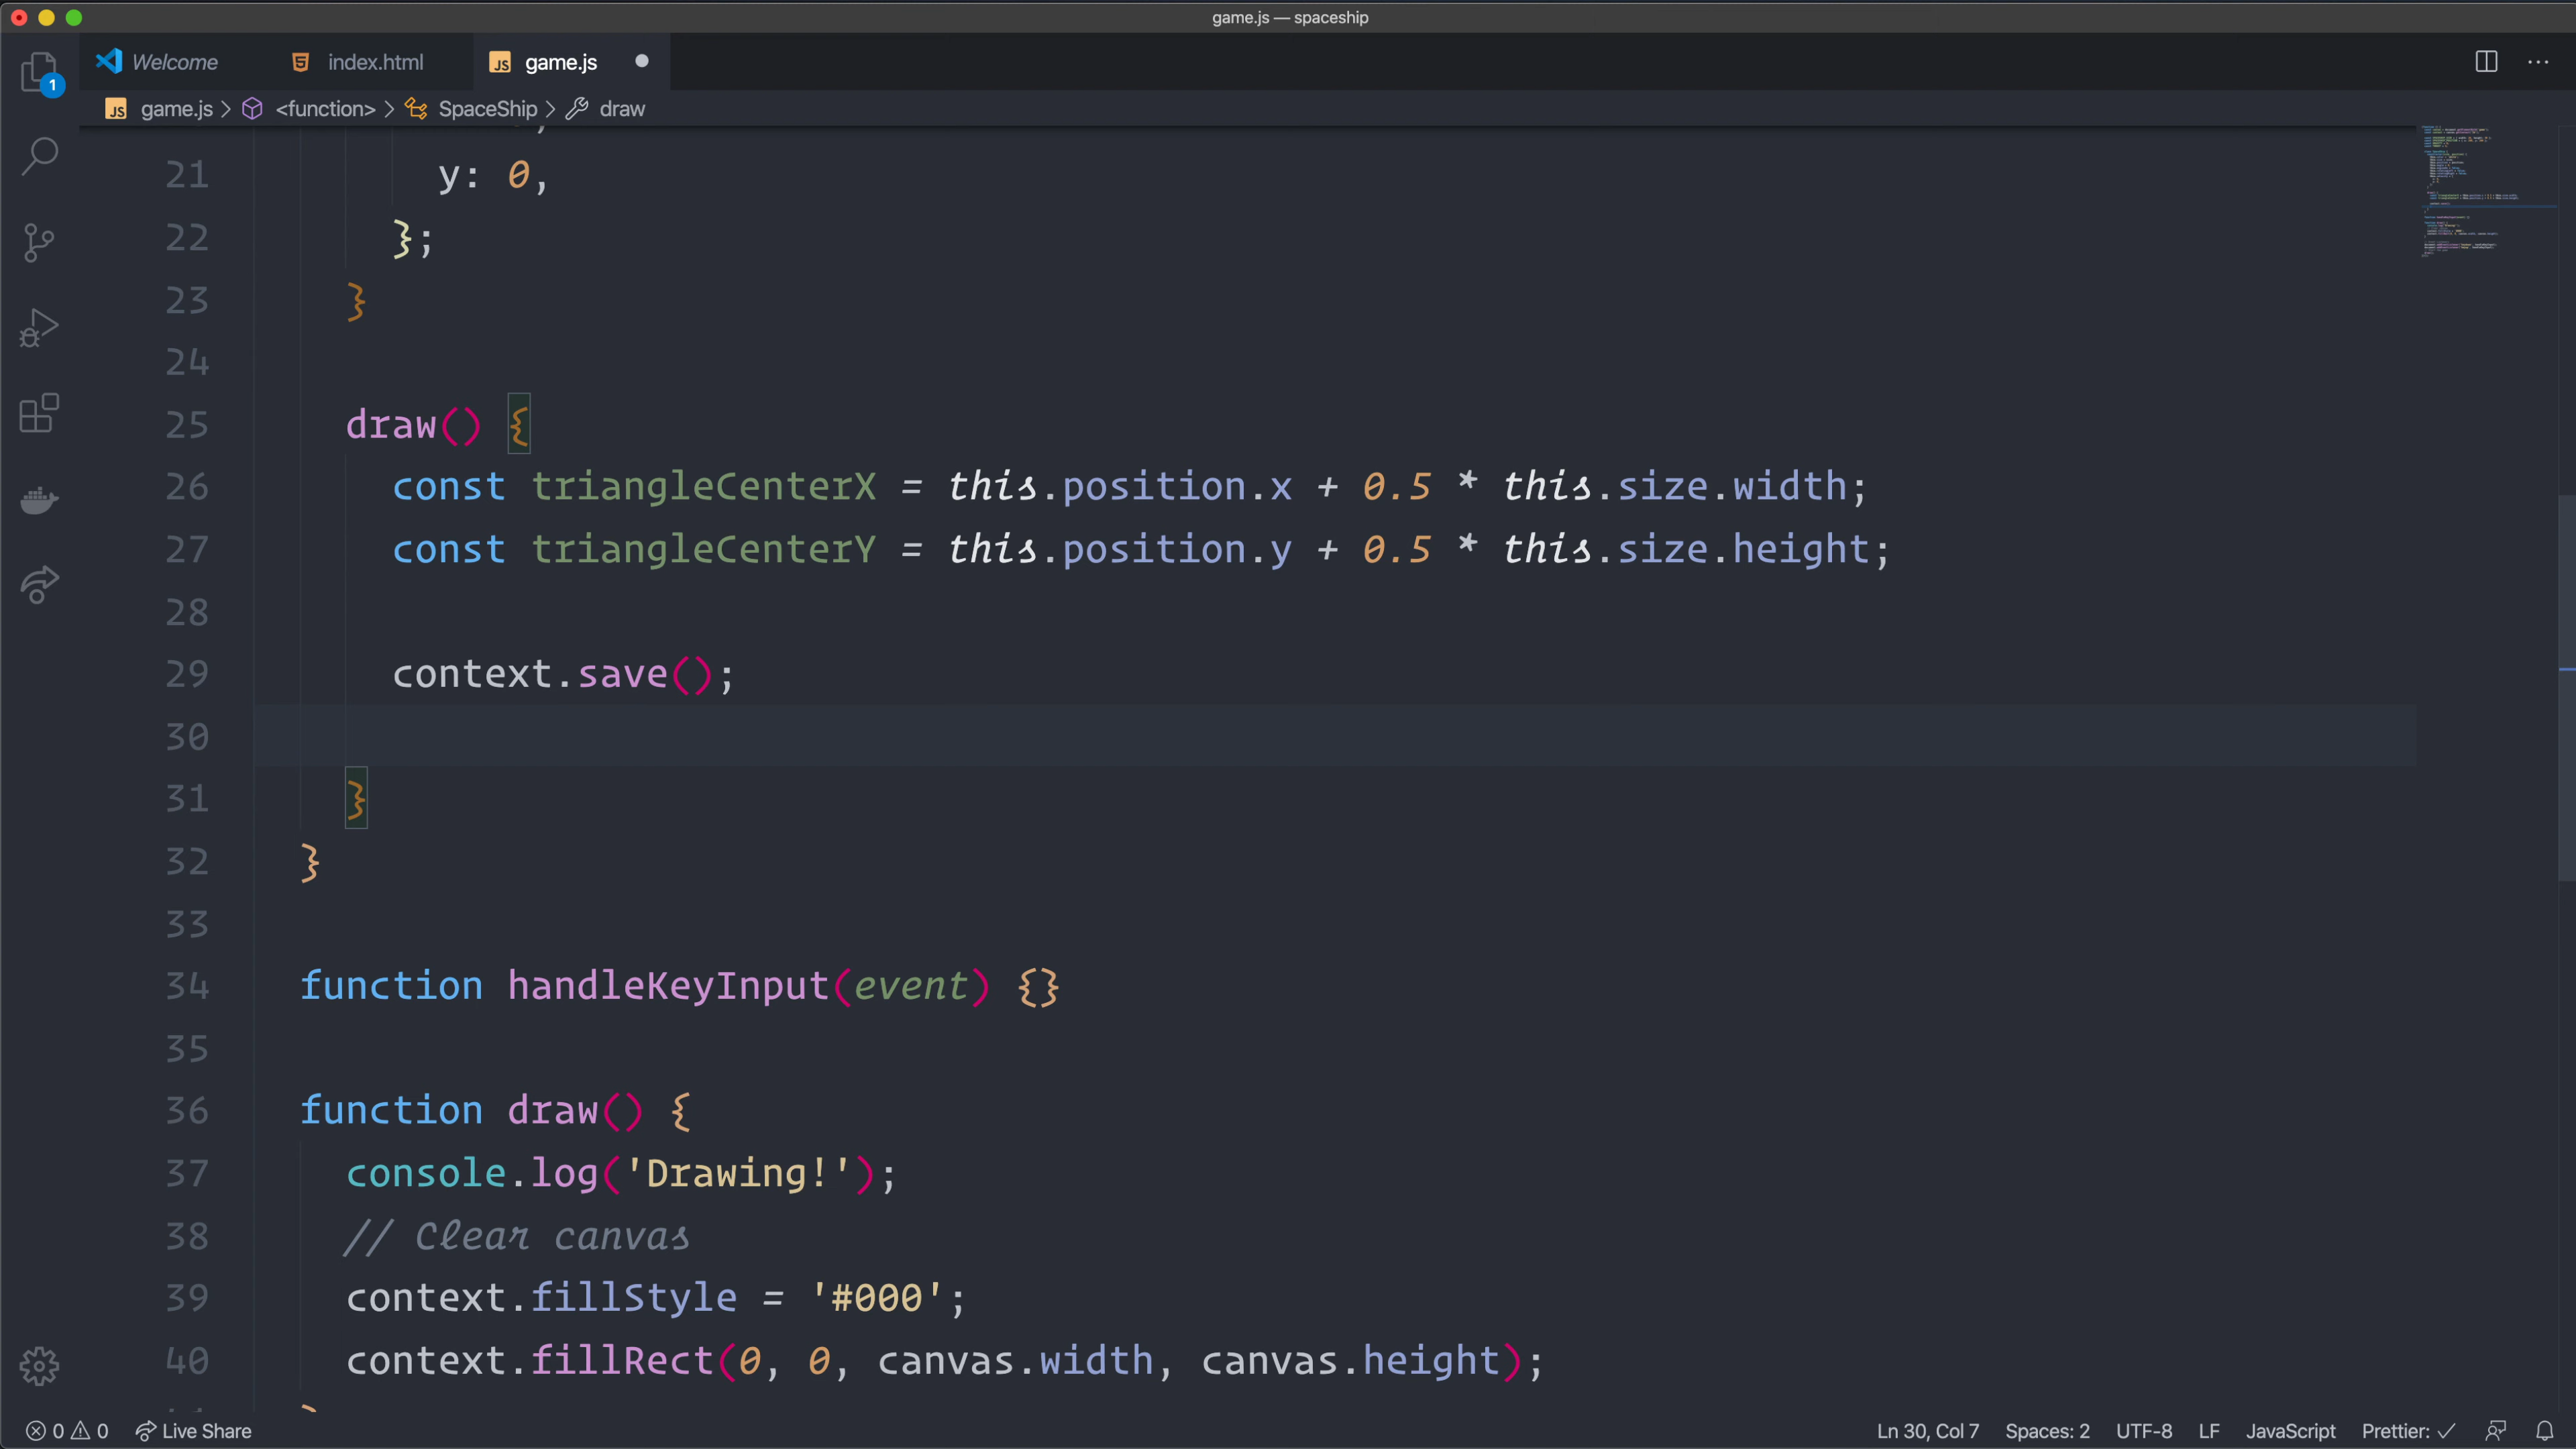 game.js — spaceship
Welcome
index.html
JS game.js
1
JS game.js > <function> > SpaceShip > draw
21 y: 0,
22 };
23 }
24
25 draw() {
26 const triangleCenterX = this.position.x + 0.5 * this.size.width;
27 const triangleCenterY = this.position.y + 0.5 * this.size.height;
28
29 context.save();
30
31 }
32 }
33
34 function handleKeyInput(event) {}
35
36 function draw() {
37 console.log('Drawing!');
38 // Clear canvas
39 context.fillStyle = '#000';
40 context.fillRect(0, 0, canvas.width, canvas.height);
0 0 Live Share Ln 30, Col 7 Spaces: 2 UTF-8 LF JavaScript Prettier: ✓